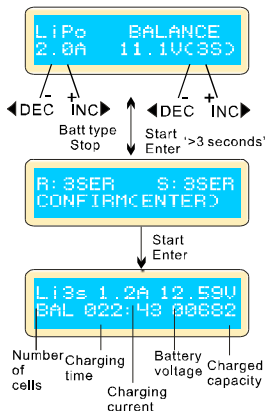 LiPo BALANCE
2.0A 11.1V(3S)
- + - +
◀DEC INC▶ ◀DEC INC▶
Batt type
Stop
Start
Enter '>3 seconds'
R:3SER S:3SER
CONFIRM(ENTER)
Start
Enter
Li3s 1.2A 12.59V
BAL 022:43 00682
Number
of
cells
Charging
time
Charging
current
Battery
voltage
Charged
capacity